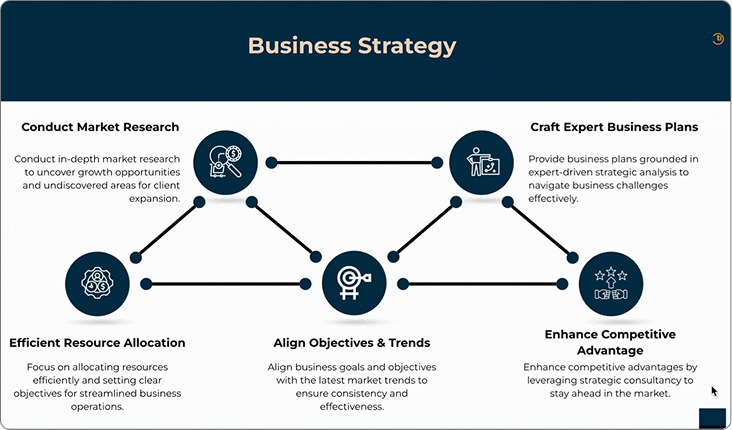 Business Strategy
Conduct Market Research
Conduct in-depth market research
to uncover growth opportunities
and undiscovered areas for client
expansion.
Craft Expert Business Plans
Provide business plans grounded in
expert-driven strategic analysis to
navigate business challenges
effectively.
Efficient Resource Allocation
Focus on allocating resources
efficiently and setting clear
objectives for streamlined business
operations.
Align Objectives & Trends
Align business goals and objectives
with the latest market trends to
ensure consistency and
effectiveness.
Enhance Competitive
Advantage
Enhance competitive advantages by
leveraging strategic consultancy to
stay ahead in the market.